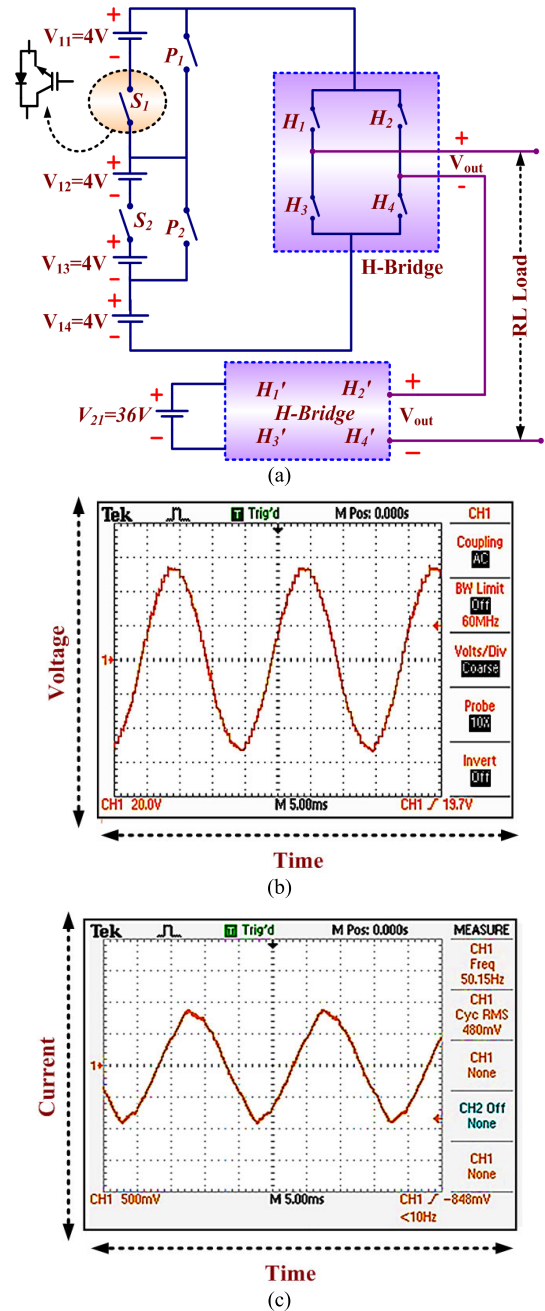 V11=4V
+
−
P1
S1
H1
H2
+
Vout
−
+
V12=4V
−
S2
P2
H3
H4
H-Bridge
+
V13=4V
−
+
V14=4V
−
RL Load
+
V21=36V
−
H1'
H2'
H-Bridge
H3'
H4'
+
Vout
−
(a)
Tek
T Trig'd
M Pos: 0.000s
CH1
Coupling
AC
BW Limit
Off
60MHz
Volts/Div
Coarse
Probe
10X
Invert
Off
1
CH1 20.0V
M 5.00ms
CH1 ∫ 19.7V
Voltage
Time
(b)
Tek
T Trig'd
M Pos: 0.000s
MEASURE
CH1
Freq
50.15Hz
CH1
Cyc RMS
480mV
CH1
None
CH2 Off
None
CH1
None
1
CH1 500mV
M 5.00ms
CH1 ∫ −848mV
<10Hz
Current
Time
(c)